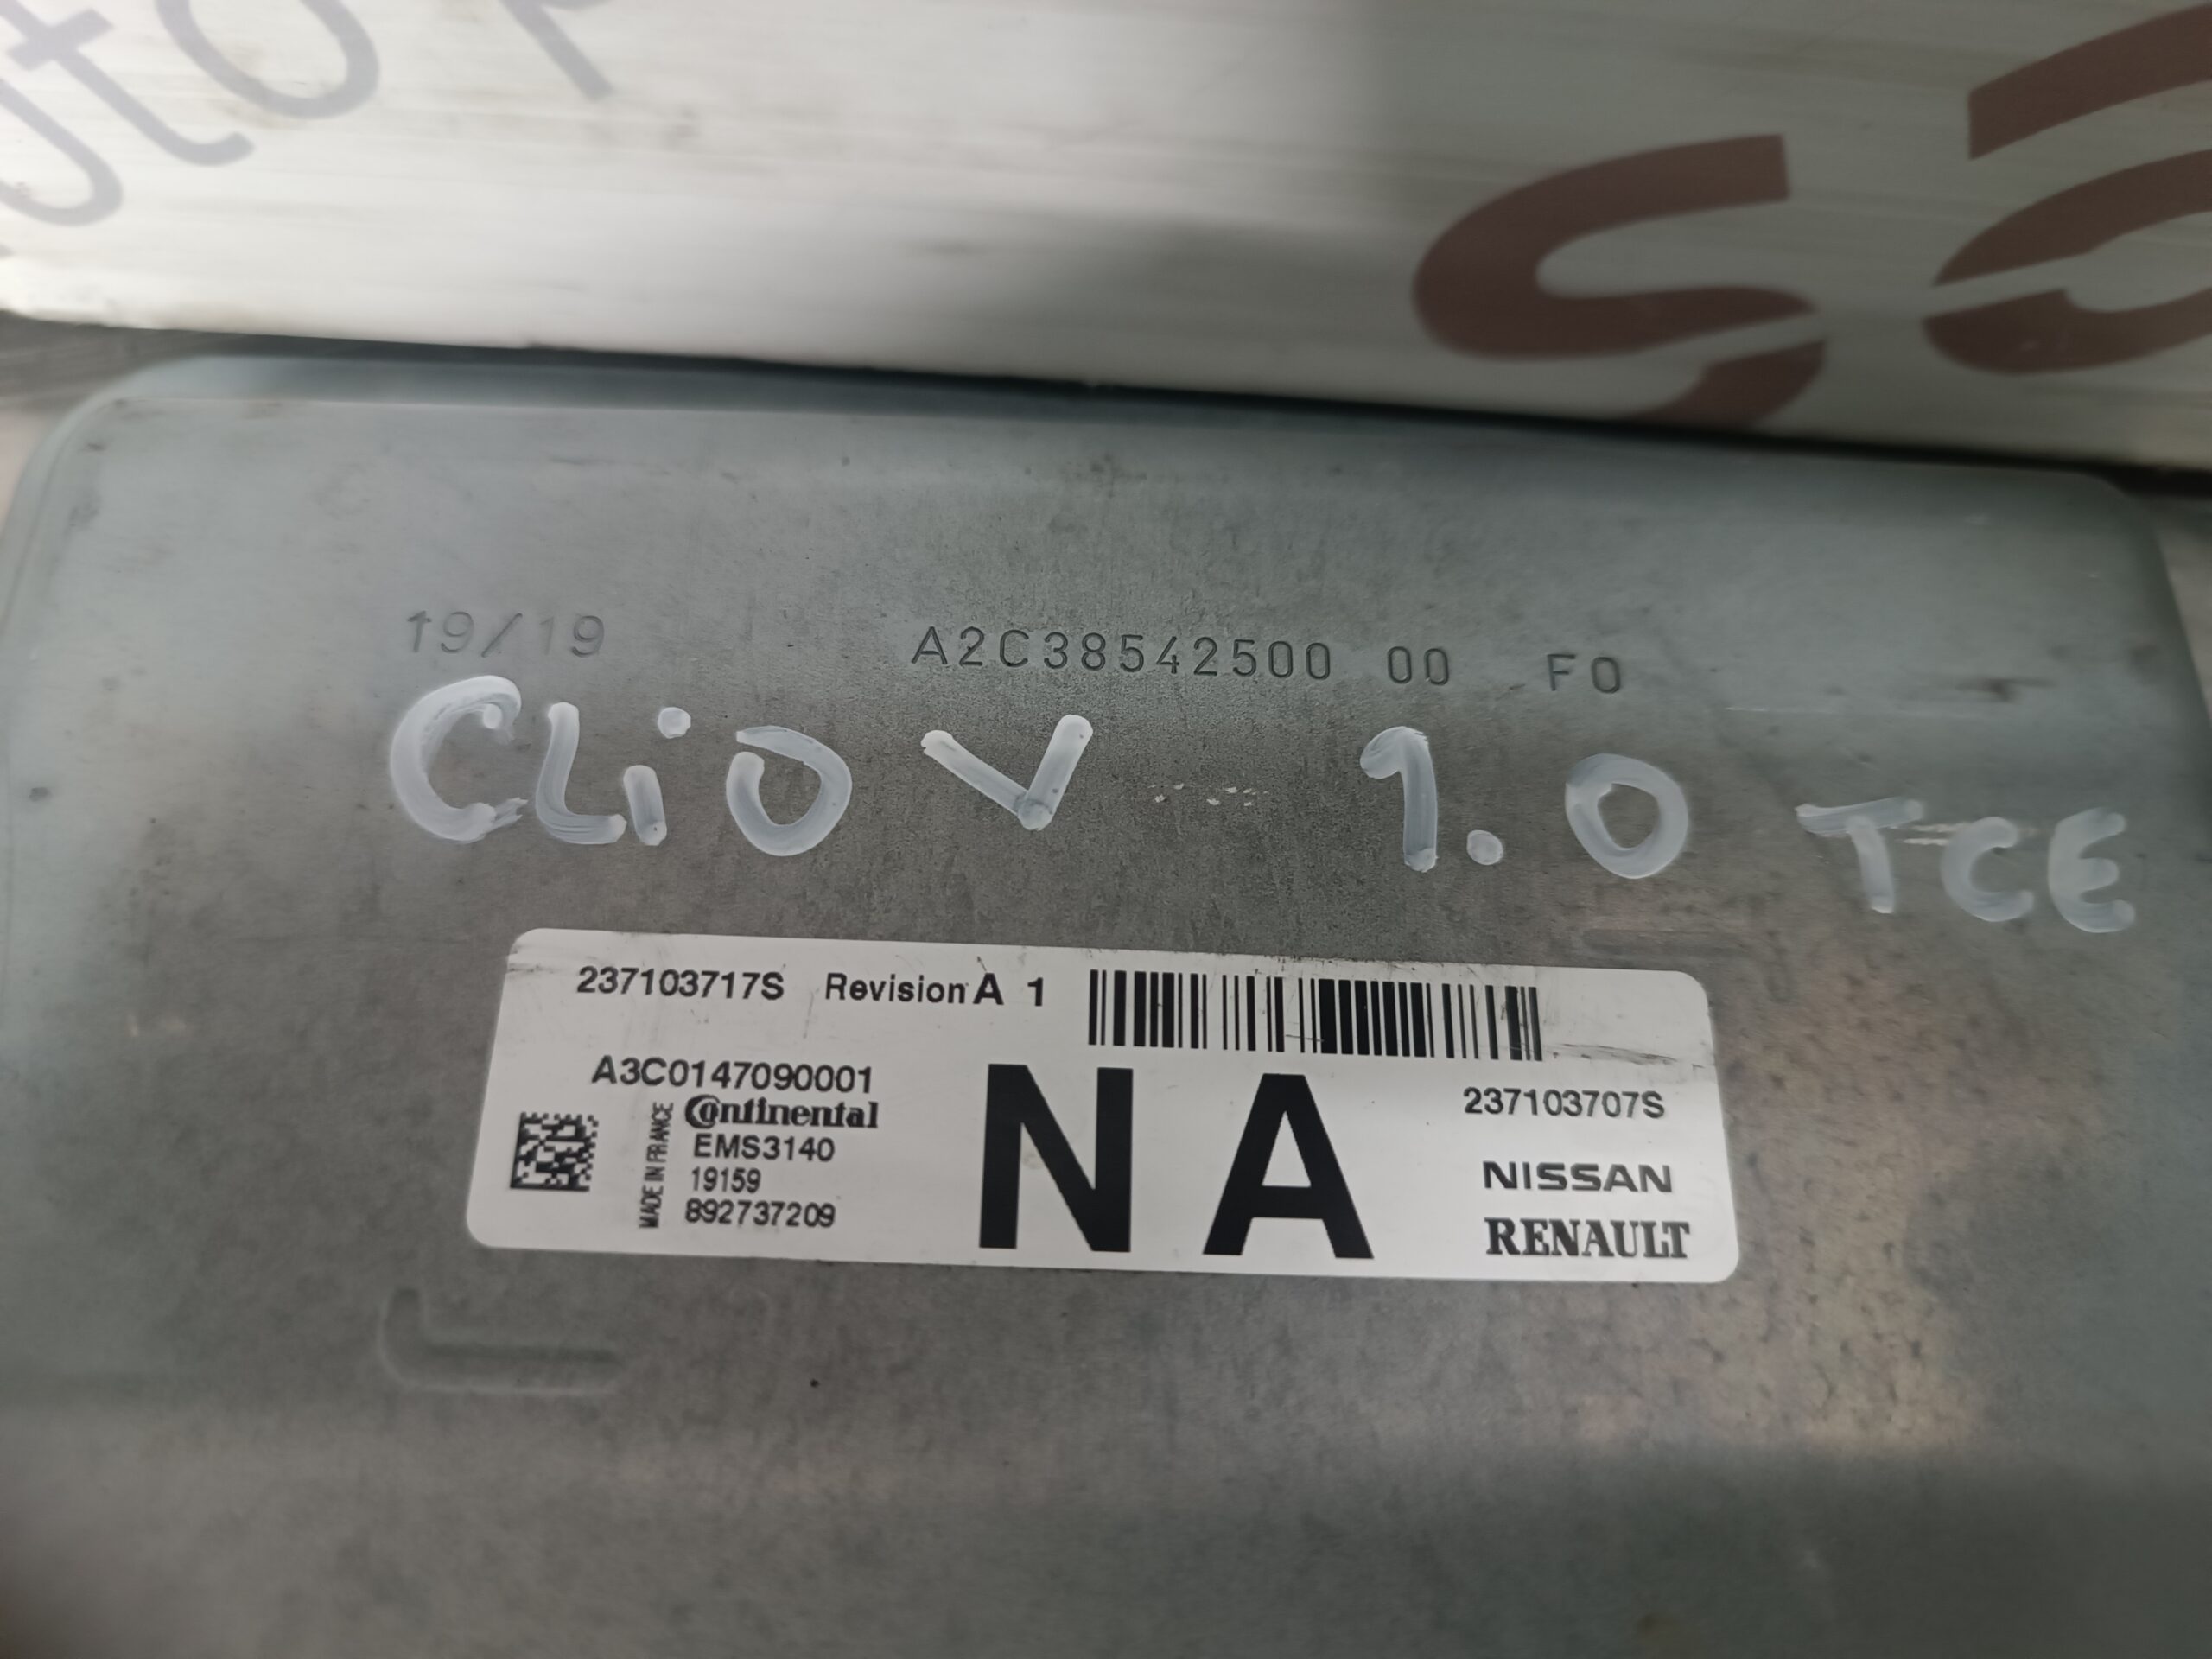 19/19 A2C38542500 00 F0
CLiO V 1.0 TCE
237103717S Revision A 1
A3C0147090001
Continental
EMS3140
19159
892737209
MADE IN FRANCE
N A
237103707S
NISSAN
RENAULT